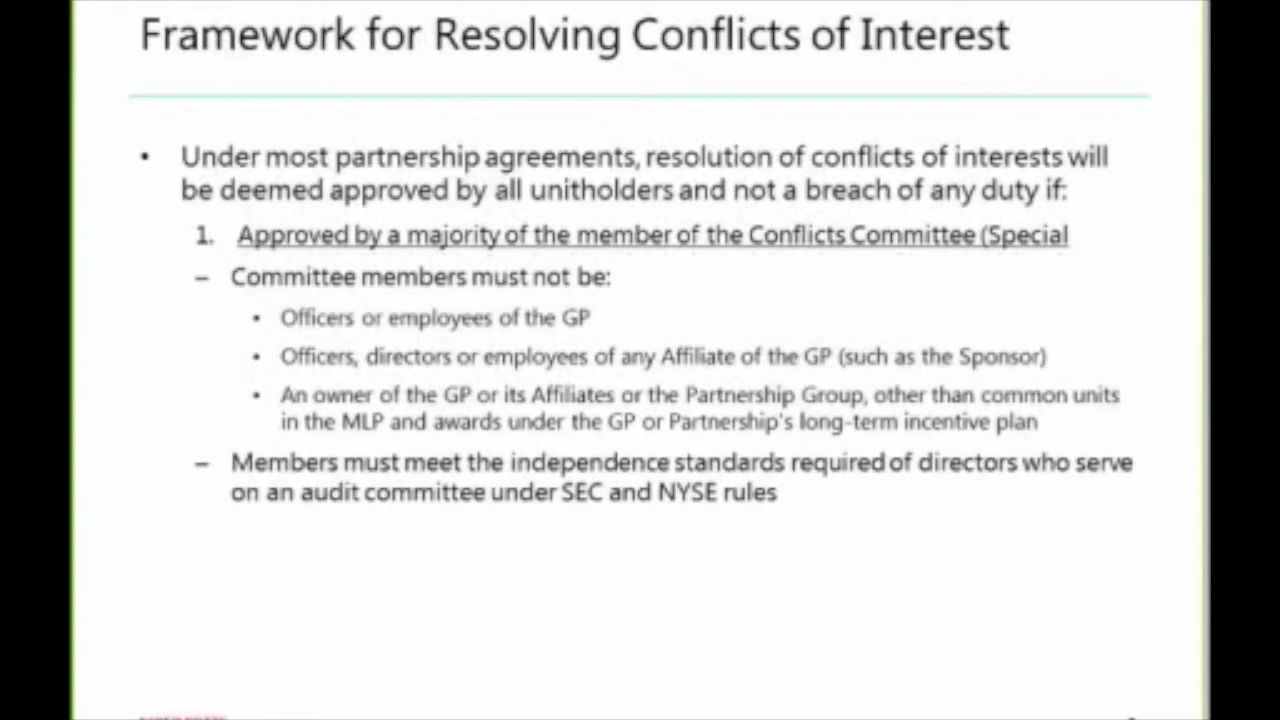 Framework for Resolving Conflicts of Interest
• Under most partnership agreements, resolution of conflicts of interests will
be deemed approved by all unitholders and not a breach of any duty if:
1. Approved by a majority of the member of the Conflicts Committee (Special
– Committee members must not be:
• Officers or employees of the GP
• Officers, directors or employees of any Affiliate of the GP (such as the Sponsor)
• An owner of the GP or its Affiliates or the Partnership Group, other than common units
in the MLP and awards under the GP or Partnership's long-term incentive plan
– Members must meet the independence standards required of directors who serve
on an audit committee under SEC and NYSE rules